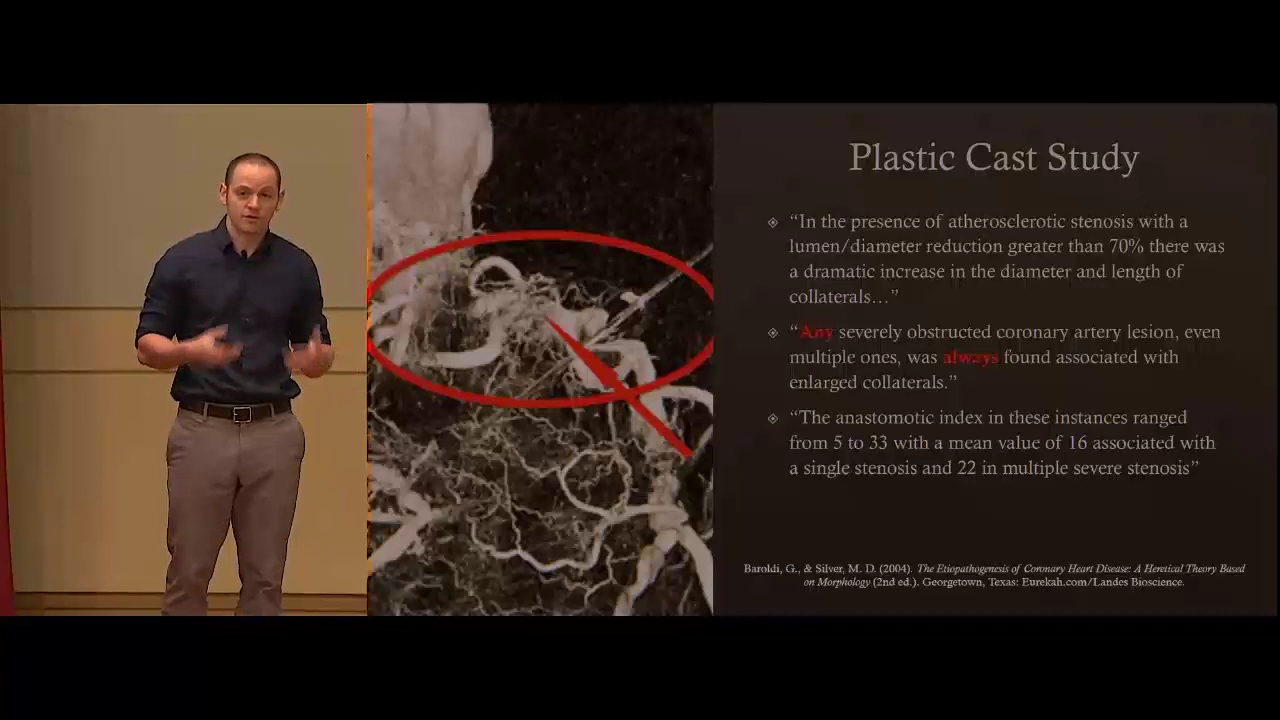 Plastic Cast Study
“In the presence of atherosclerotic stenosis with a
lumen/diameter reduction greater than 70% there was
a dramatic increase in the diameter and length of
collaterals…”
“Any severely obstructed coronary artery lesion, even
multiple ones, was always found associated with
enlarged collaterals.”
“The anastomotic index in these instances ranged
from 5 to 33 with a mean value of 16 associated with
a single stenosis and 22 in multiple severe stenosis”
Baroldi, G., & Silver, M. D. (2004). The Etiopathogenesis of Coronary Heart Disease: A Heretical Theory Based
on Morphology (2nd ed.). Georgetown, Texas: Eurekah.com/Landes Bioscience.